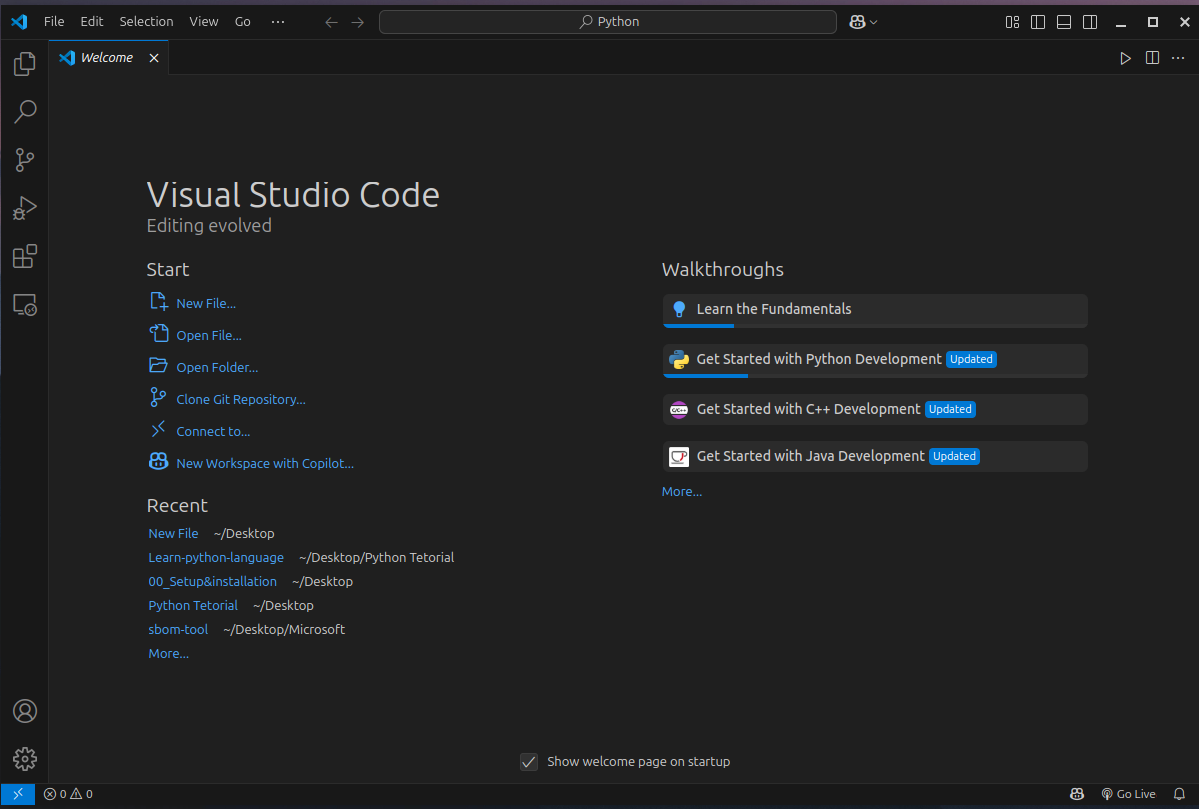 File Edit Selection View Go ··· Python
Welcome
Visual Studio Code
Editing evolved
Start
New File...
Open File...
Open Folder...
Clone Git Repository...
Connect to...
New Workspace with Copilot...
Recent
New File ~/Desktop
Learn-python-language ~/Desktop/Python Tetorial
00_Setup&installation ~/Desktop
Python Tetorial ~/Desktop
sbom-tool ~/Desktop/Microsoft
More...
Walkthroughs
Learn the Fundamentals
Get Started with Python Development Updated
C/C++ Get Started with C++ Development Updated
Get Started with Java Development Updated
More...
Show welcome page on startup
0 0 Go Live